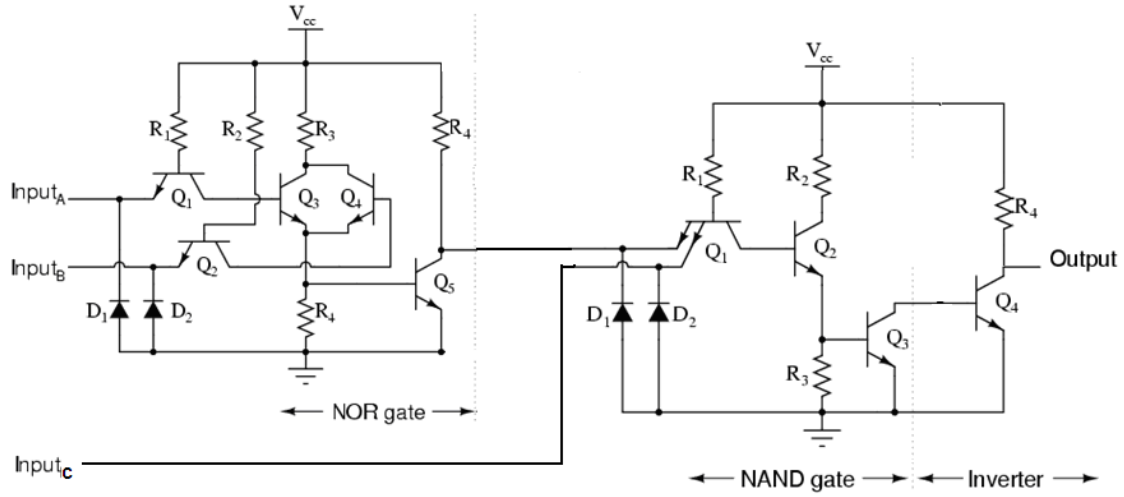 Vcc
R1
R2
R3
R4
InputA
Q1
Q3
Q4
InputB
Q2
Q5
D1
D2
R4
NOR gate
InputC
Vcc
R1
R2
R4
Q1
Q2
Output
D1
D2
Q3
Q4
R3
NAND gate
Inverter